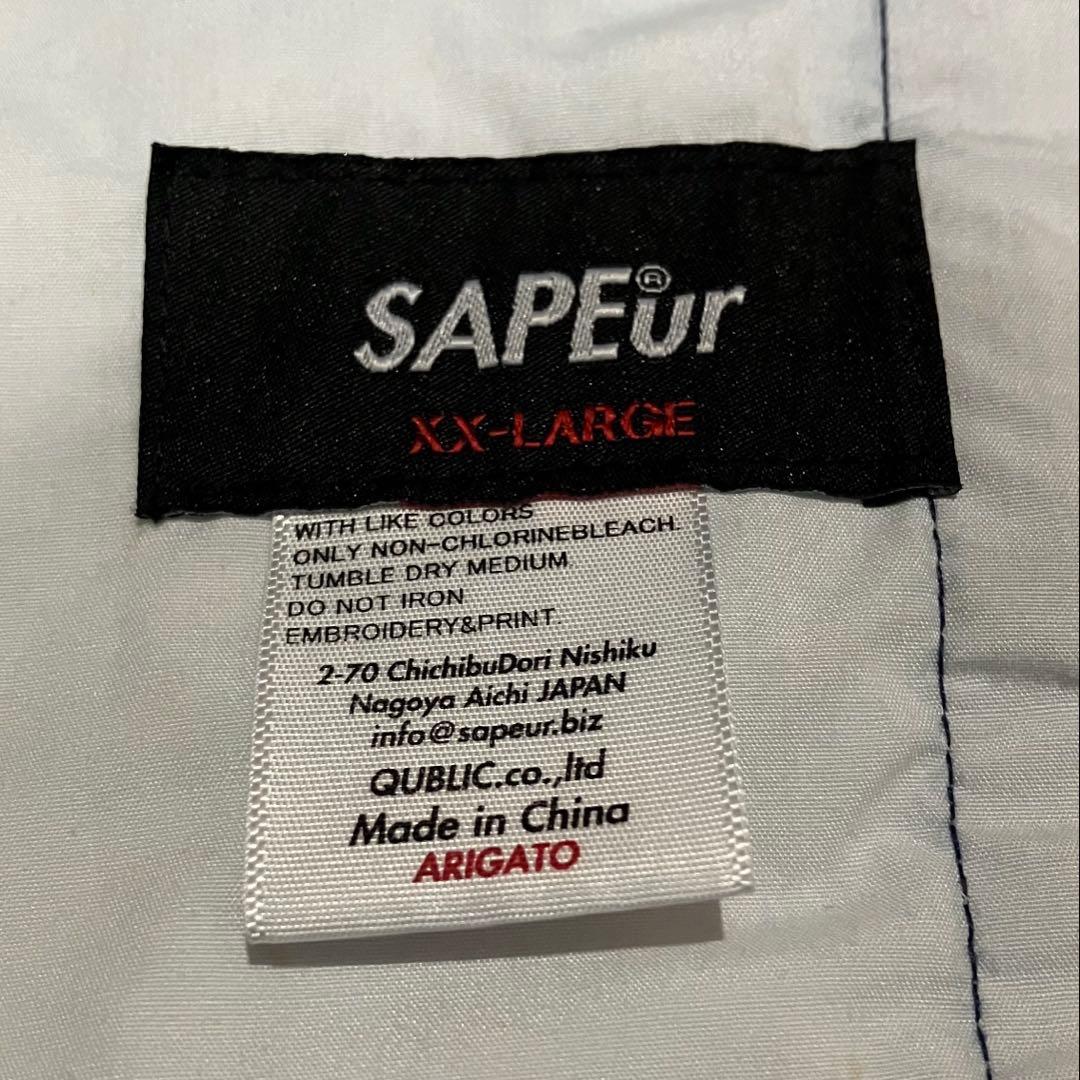 SAPEur®
XX-LARGE
WITH LIKE COLORS
ONLY NON-CHLORINEBLEACH.
TUMBLE DRY MEDIUM.
DO NOT IRON
EMBROIDERY&PRINT.
2-70 ChichibuDori Nishiku
Nagoya Aichi JAPAN
info@sapeur.biz
QUBLIC.co.,ltd
Made in China
ARIGATO